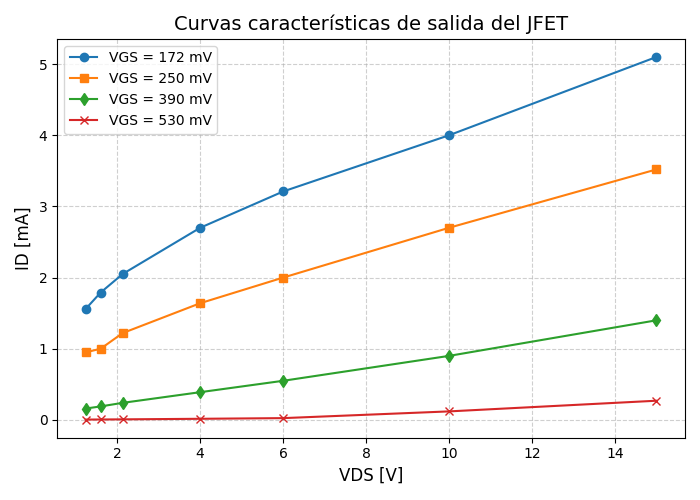 Curvas características de salida del JFET
VGS = 172 mV
VGS = 250 mV
VGS = 390 mV
VGS = 530 mV
5
4
3
2
1
0
ID [mA]
2
4
6
8
10
12
14
VDS [V]